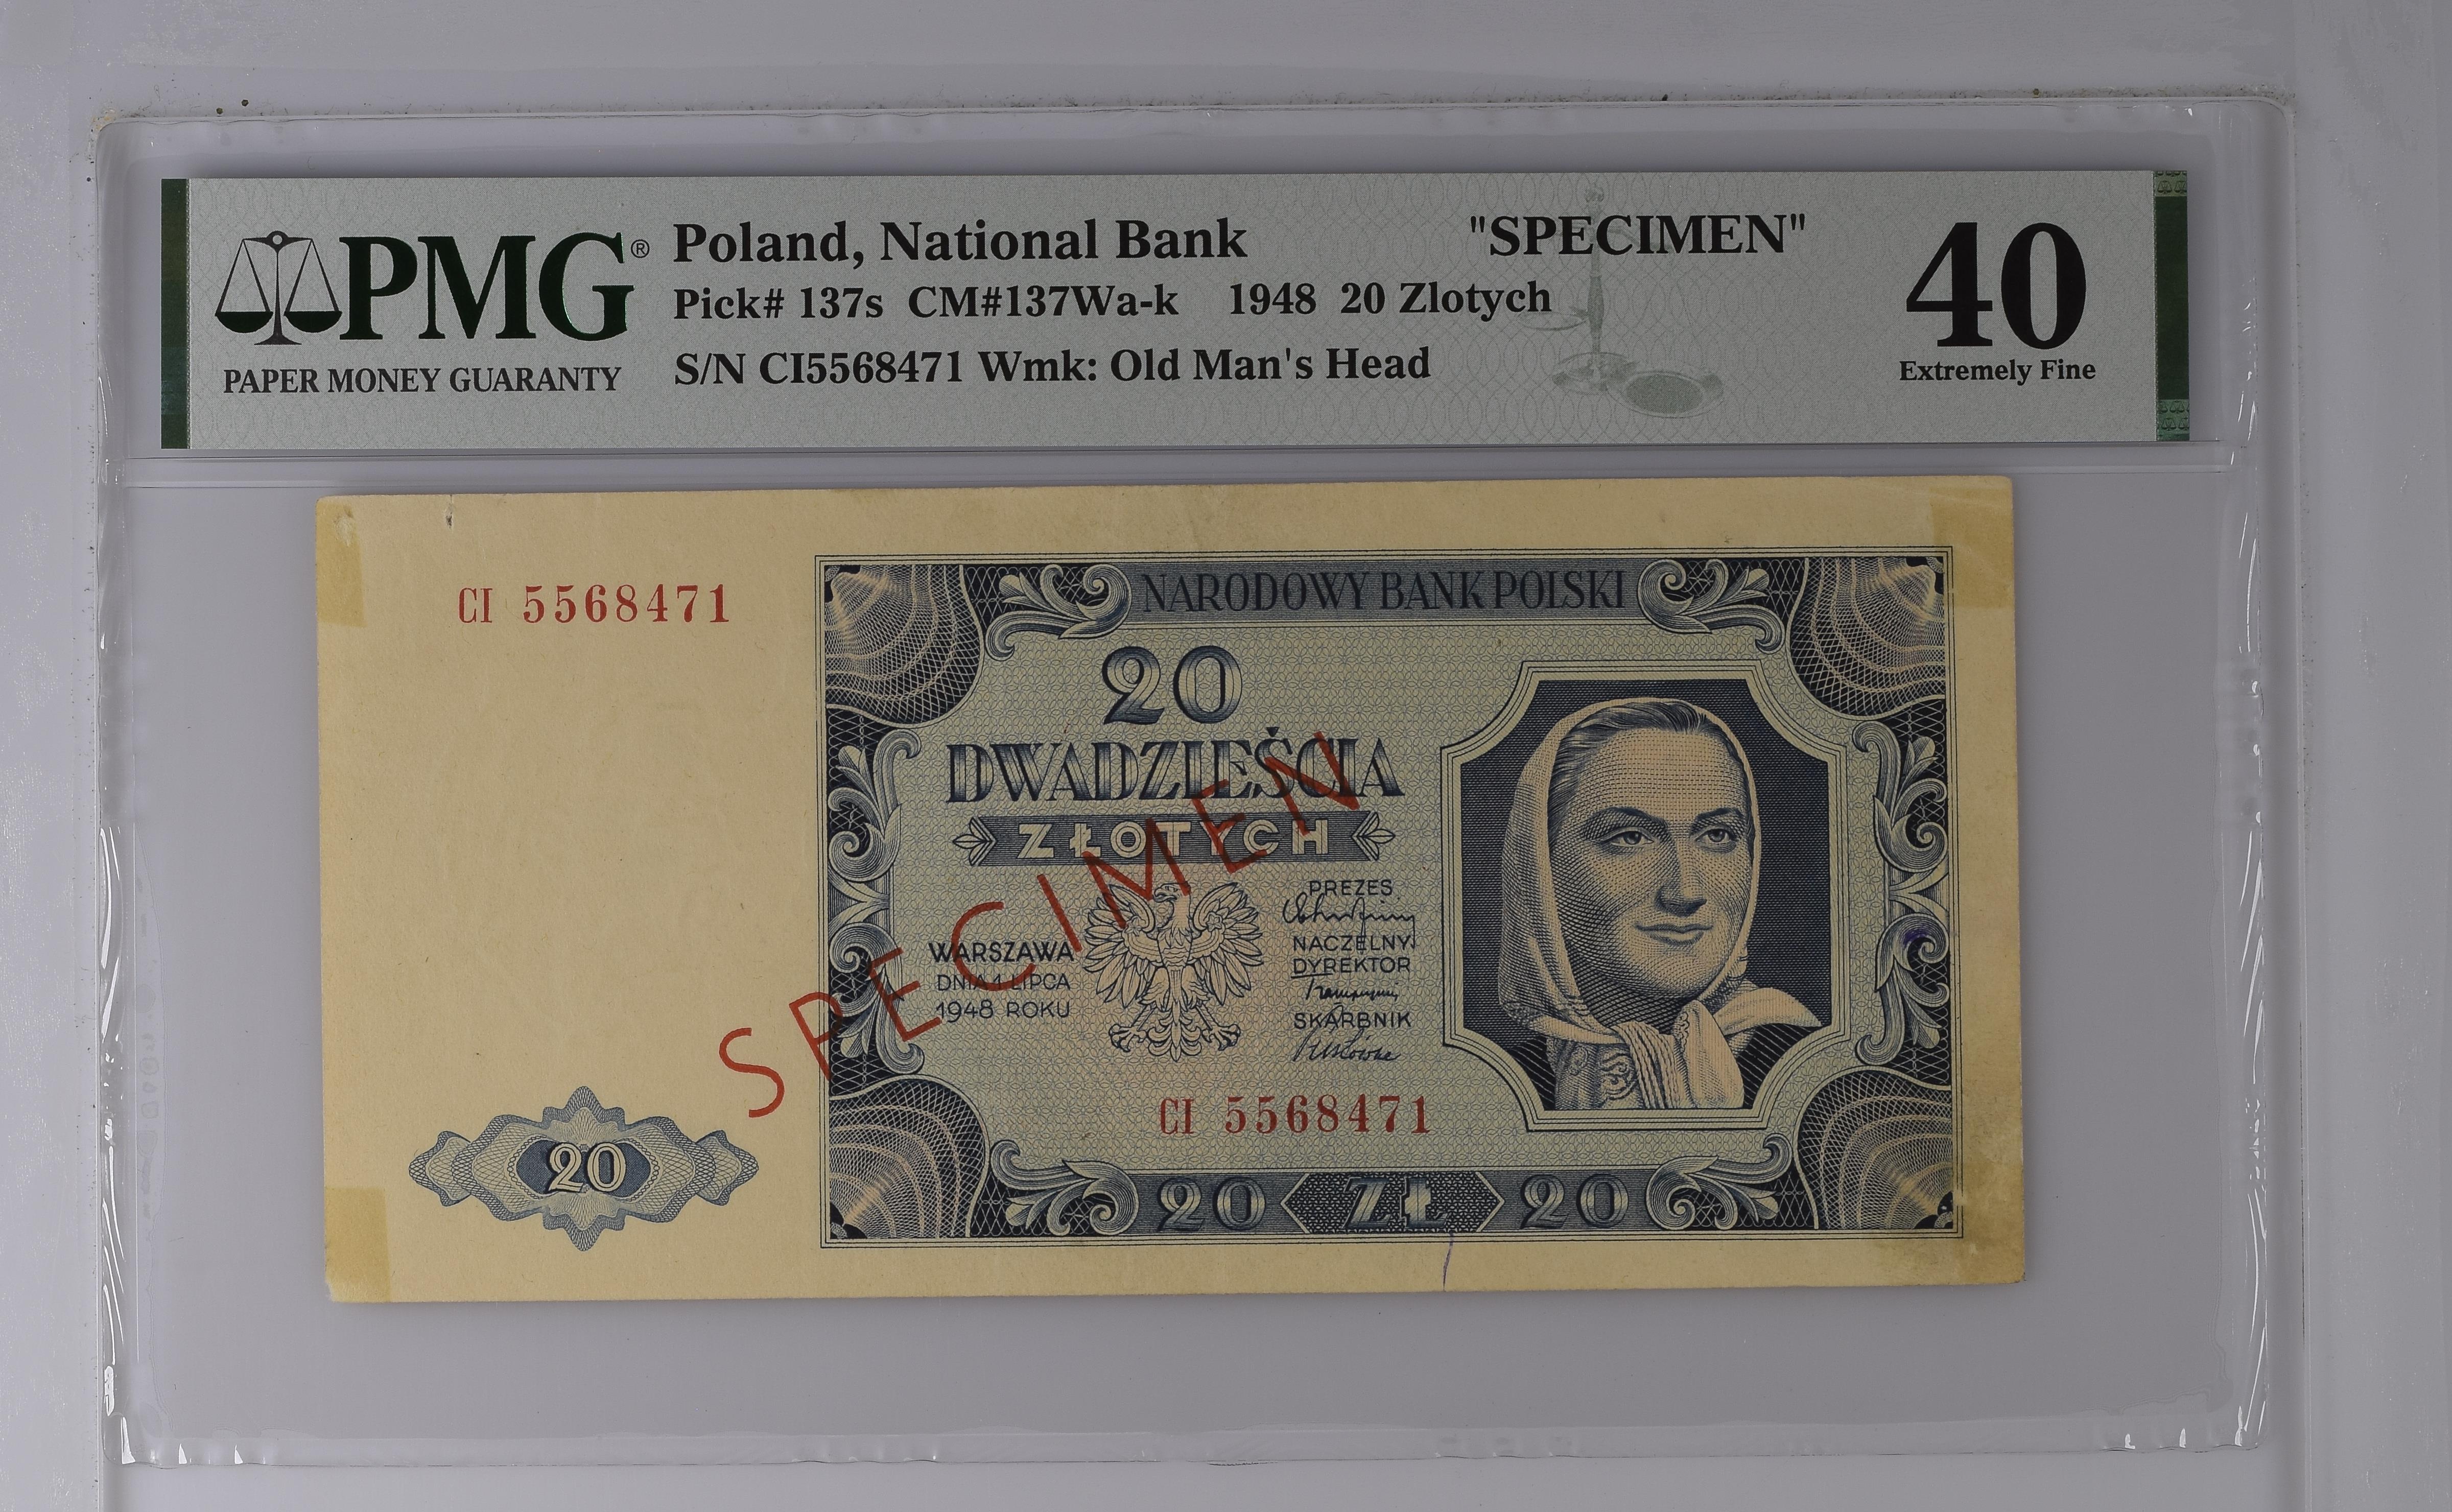 PMG®
PAPER MONEY GUARANTY
Poland, National Bank
"SPECIMEN"
Pick# 137s CM#137Wa-k 1948 20 Zlotych
S/N CI5568471 Wmk: Old Man's Head
40
Extremely Fine
CI 5568471
NARODOWY BANK POLSKI
20
DWADZIEŚCIA
ZŁOTYCH
SPECIMEN
WARSZAWA
DNIA 1 LIPCA
1948 ROKU
PREZES
NACZELNY
DYREKTOR
SKARBNIK
CI 5568471
20
20 ZŁ 20